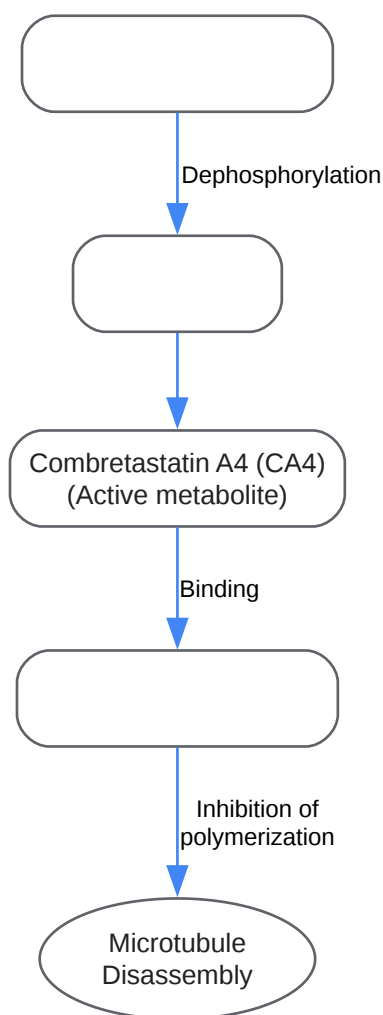 Dephosphorylation
Combretastatin A4 (CA4)
(Active metabolite)
Binding
Inhibition of
polymerization
Microtubule
Disassembly